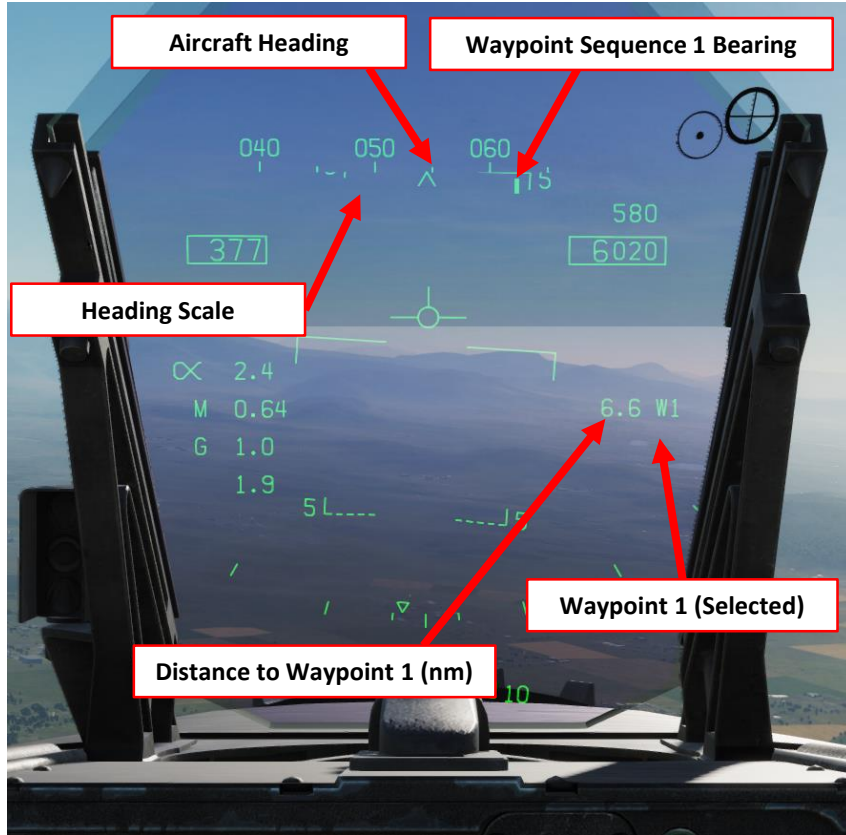 Aircraft Heading
Waypoint Sequence 1 Bearing
040 050 060
580
377
6020
Heading Scale
α 2.4
M 0.64
6.6 W1
G 1.0
1.9
5 5
Waypoint 1 (Selected)
Distance to Waypoint 1 (nm)
10